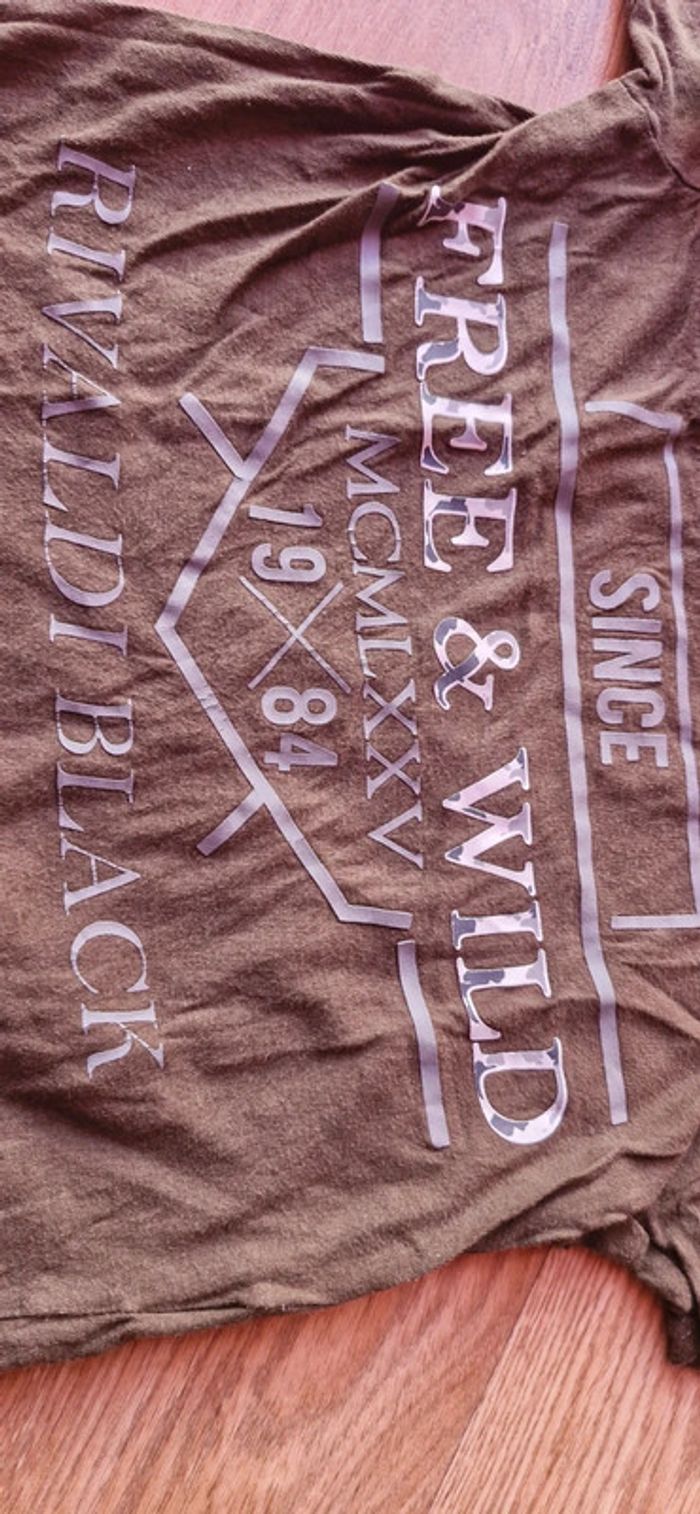 SINCE
FREE & WILD
MCMLXXV
19 84
RIVALDI BLACK